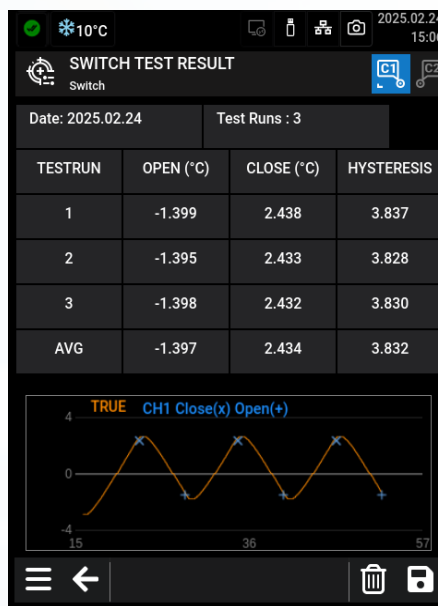 10°C
2025.02.24
15:06
SWITCH TEST RESULT
Switch
C1
C2
Date: 2025.02.24 Test Runs : 3
TESTRUN OPEN (°C) CLOSE (°C) HYSTERESIS
1 -1.399 2.438 3.837
2 -1.395 2.433 3.828
3 -1.398 2.432 3.830
AVG -1.397 2.434 3.832
TRUE CH1 Close(x) Open(+)
4
0
-4
15 36 57